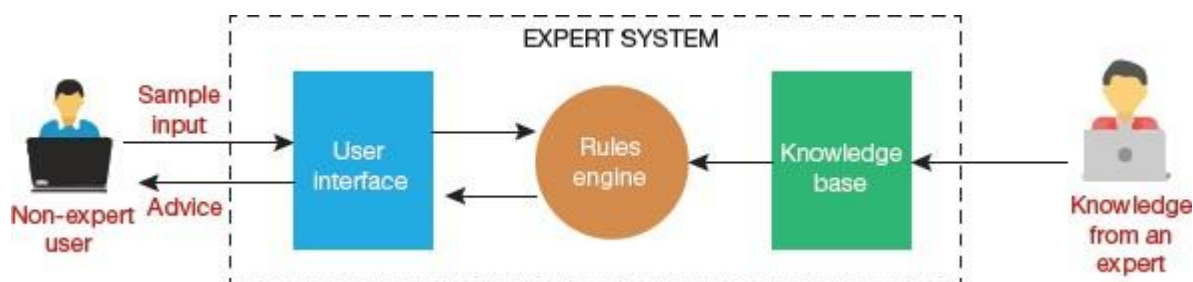 EXPERT SYSTEM
Sample
input
Advice
Non-expert
user
User
interface
Rules
engine
Knowledge
base
Knowledge
from an
expert